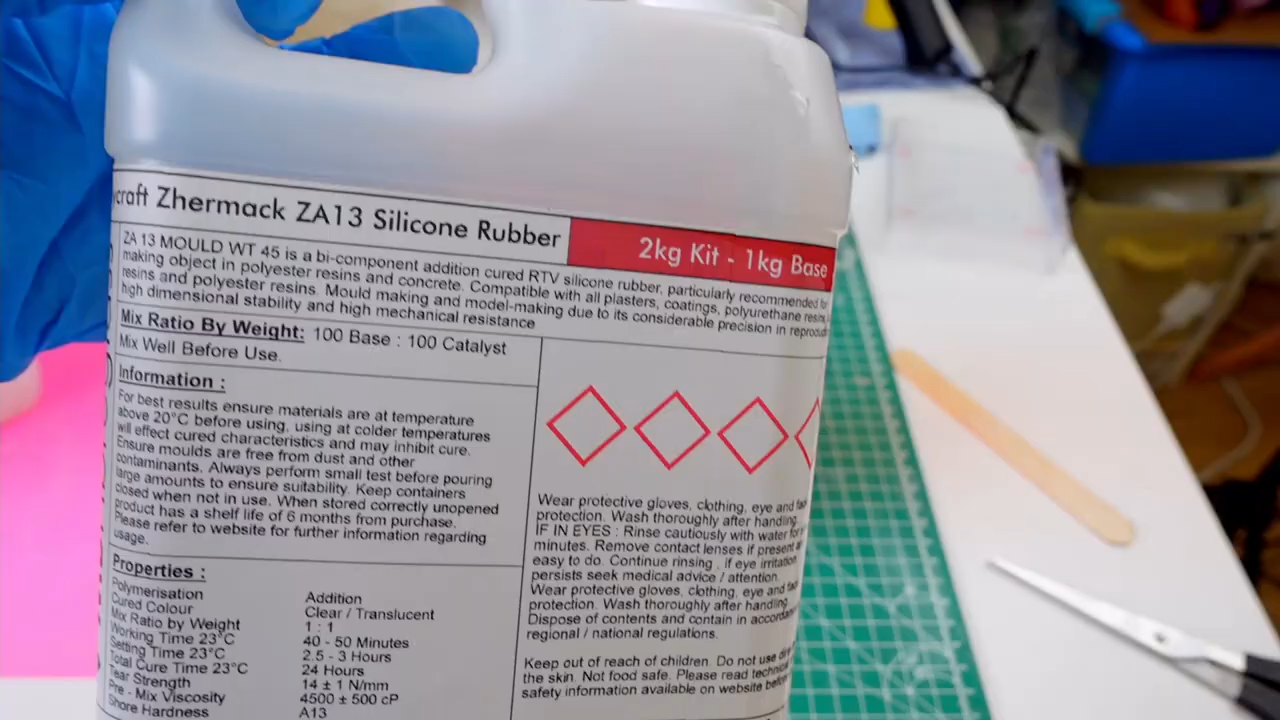 Zhermack ZA13 Silicone Rubber
2kg Kit - 1kg Base
ZA 13 MOULD WT 45 is a bi-component addition cured RTV silicone rubber, particularly recommended for
making object in polyester resins and concrete. Compatible with all plasters, coatings, polyurethane
resins and polyester resins. Mould making and model-making due to its considerable precision in
high dimensional stability and high mechanical resistance
Mix Ratio By Weight: 100 Base : 100 Catalyst
Mix Well Before Use.
Information :
For best results ensure materials are at temperature
above 20°C before using, using at colder temperatures
will effect cured characteristics and may inhibit cure.
Ensure moulds are free from dust and other
contaminants. Always perform small test before pouring
large amounts to ensure suitability. Keep containers
closed when not in use. When stored correctly unopened
product has a shelf life of 6 months from purchase.
Please refer to website for further information regarding
usage.
Properties :
Polymerisation Addition
Cured Colour Clear / Translucent
Mix Ratio by Weight 1 : 1
Working Time 23°C 40 - 50 Minutes
Setting Time 23°C 2.5 - 3 Hours
Total Cure Time 23°C 24 Hours
Tear Strength 14 ± 1 N/mm
Pre - Mix Viscosity 4500 ± 500 cP
Shore Hardness A13
Wear protective gloves, clothing, eye and
protection. Wash thoroughly after handling.
IF IN EYES : Rinse cautiously with water
minutes. Remove contact lenses if present
easy to do. Continue rinsing , if eye irritation
persists seek medical advice / attention.
Wear protective gloves, clothing, eye and
protection. Wash thoroughly after handling.
Dispose of contents and contain in
regional / national regulations.
Keep out of reach of children. Do not use
the skin. Not food safe. Please read
safety information available on website